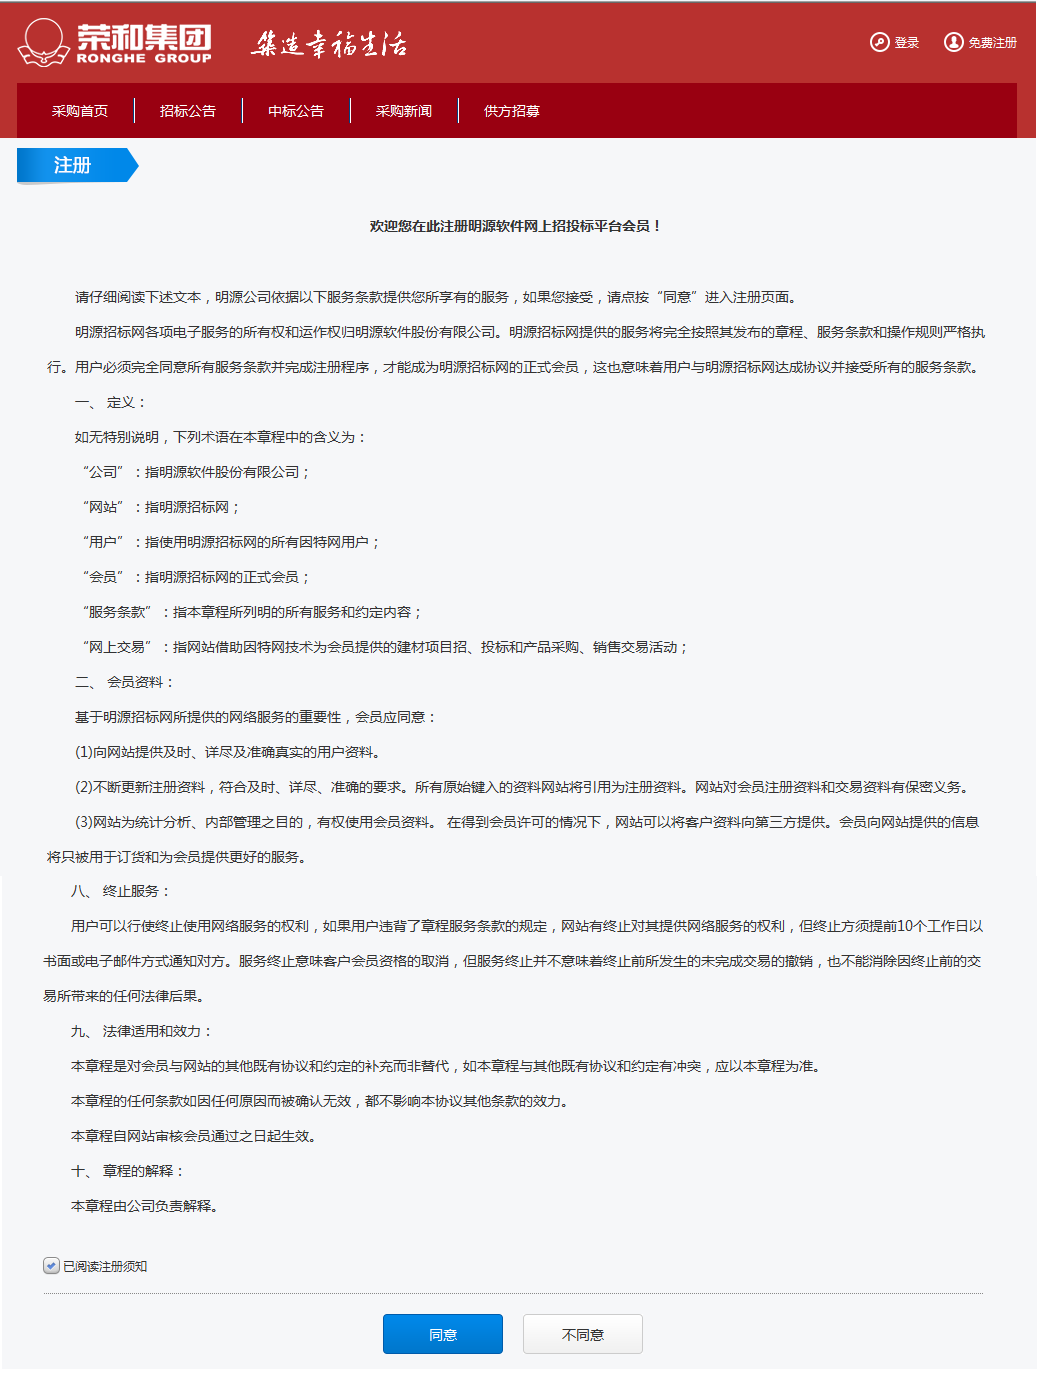 荣和集团
RONGHE GROUP
集造幸福生活
登录
免费注册
采购首页
招标公告
中标公告
采购新闻
供方招募
注册
欢迎您在此注册明源软件网上招投标平台会员！
请仔细阅读下述文本，明源公司依据以下服务条款提供您所享有的服务，如果您接受，请点按“同意”进入注册页面。
明源招标网各项电子服务的所有权和运作权归明源软件股份有限公司。明源招标网提供的服务将完全按照其发布的章程、服务条款和操作规则严格执
行。用户必须完全同意所有服务条款并完成注册程序，才能成为明源招标网的正式会员，这也意味着用户与明源招标网达成协议并接受所有的服务条款。
一、 定义：
如无特别说明，下列术语在本章程中的含义为：
“公司”：指明源软件股份有限公司；
“网站”：指明源招标网；
“用户”：指使用明源招标网的所有因特网用户；
“会员”：指明源招标网的正式会员；
“服务条款”：指本章程所列明的所有服务和约定内容；
“网上交易”：指网站借助因特网技术为会员提供的建材项目招、投标和产品采购、销售交易活动；
二、 会员资料：
基于明源招标网所提供的网络服务的重要性，会员应同意：
(1)向网站提供及时、详尽及准确真实的用户资料。
(2)不断更新注册资料，符合及时、详尽、准确的要求。所有原始键入的资料网站将引用为注册资料。网站对会员注册资料和交易资料有保密义务。
(3)网站为统计分析、内部管理之目的，有权使用会员资料。 在得到会员许可的情况下，网站可以将客户资料向第三方提供。会员向网站提供的信息
将只被用于订货和为会员提供更好的服务。
八、 终止服务：
用户可以行使终止使用网络服务的权利，如果用户违背了章程服务条款的规定，网站有终止对其提供网络服务的权利，但终止方须提前10个工作日以
书面或电子邮件方式通知对方。服务终止意味客户会员资格的取消，但服务终止并不意味着终止前所发生的未完成交易的撤销，也不能消除因终止前的交
易所带来的任何法律后果。
九、 法律适用和效力：
本章程是对会员与网站的其他既有协议和约定的补充而非替代，如本章程与其他既有协议和约定有冲突，应以本章程为准。
本章程的任何条款如因任何原因而被确认无效，都不影响本协议其他条款的效力。
本章程自网站审核会员通过之日起生效。
十、 章程的解释：
本章程由公司负责解释。
已阅读注册须知
同意
不同意